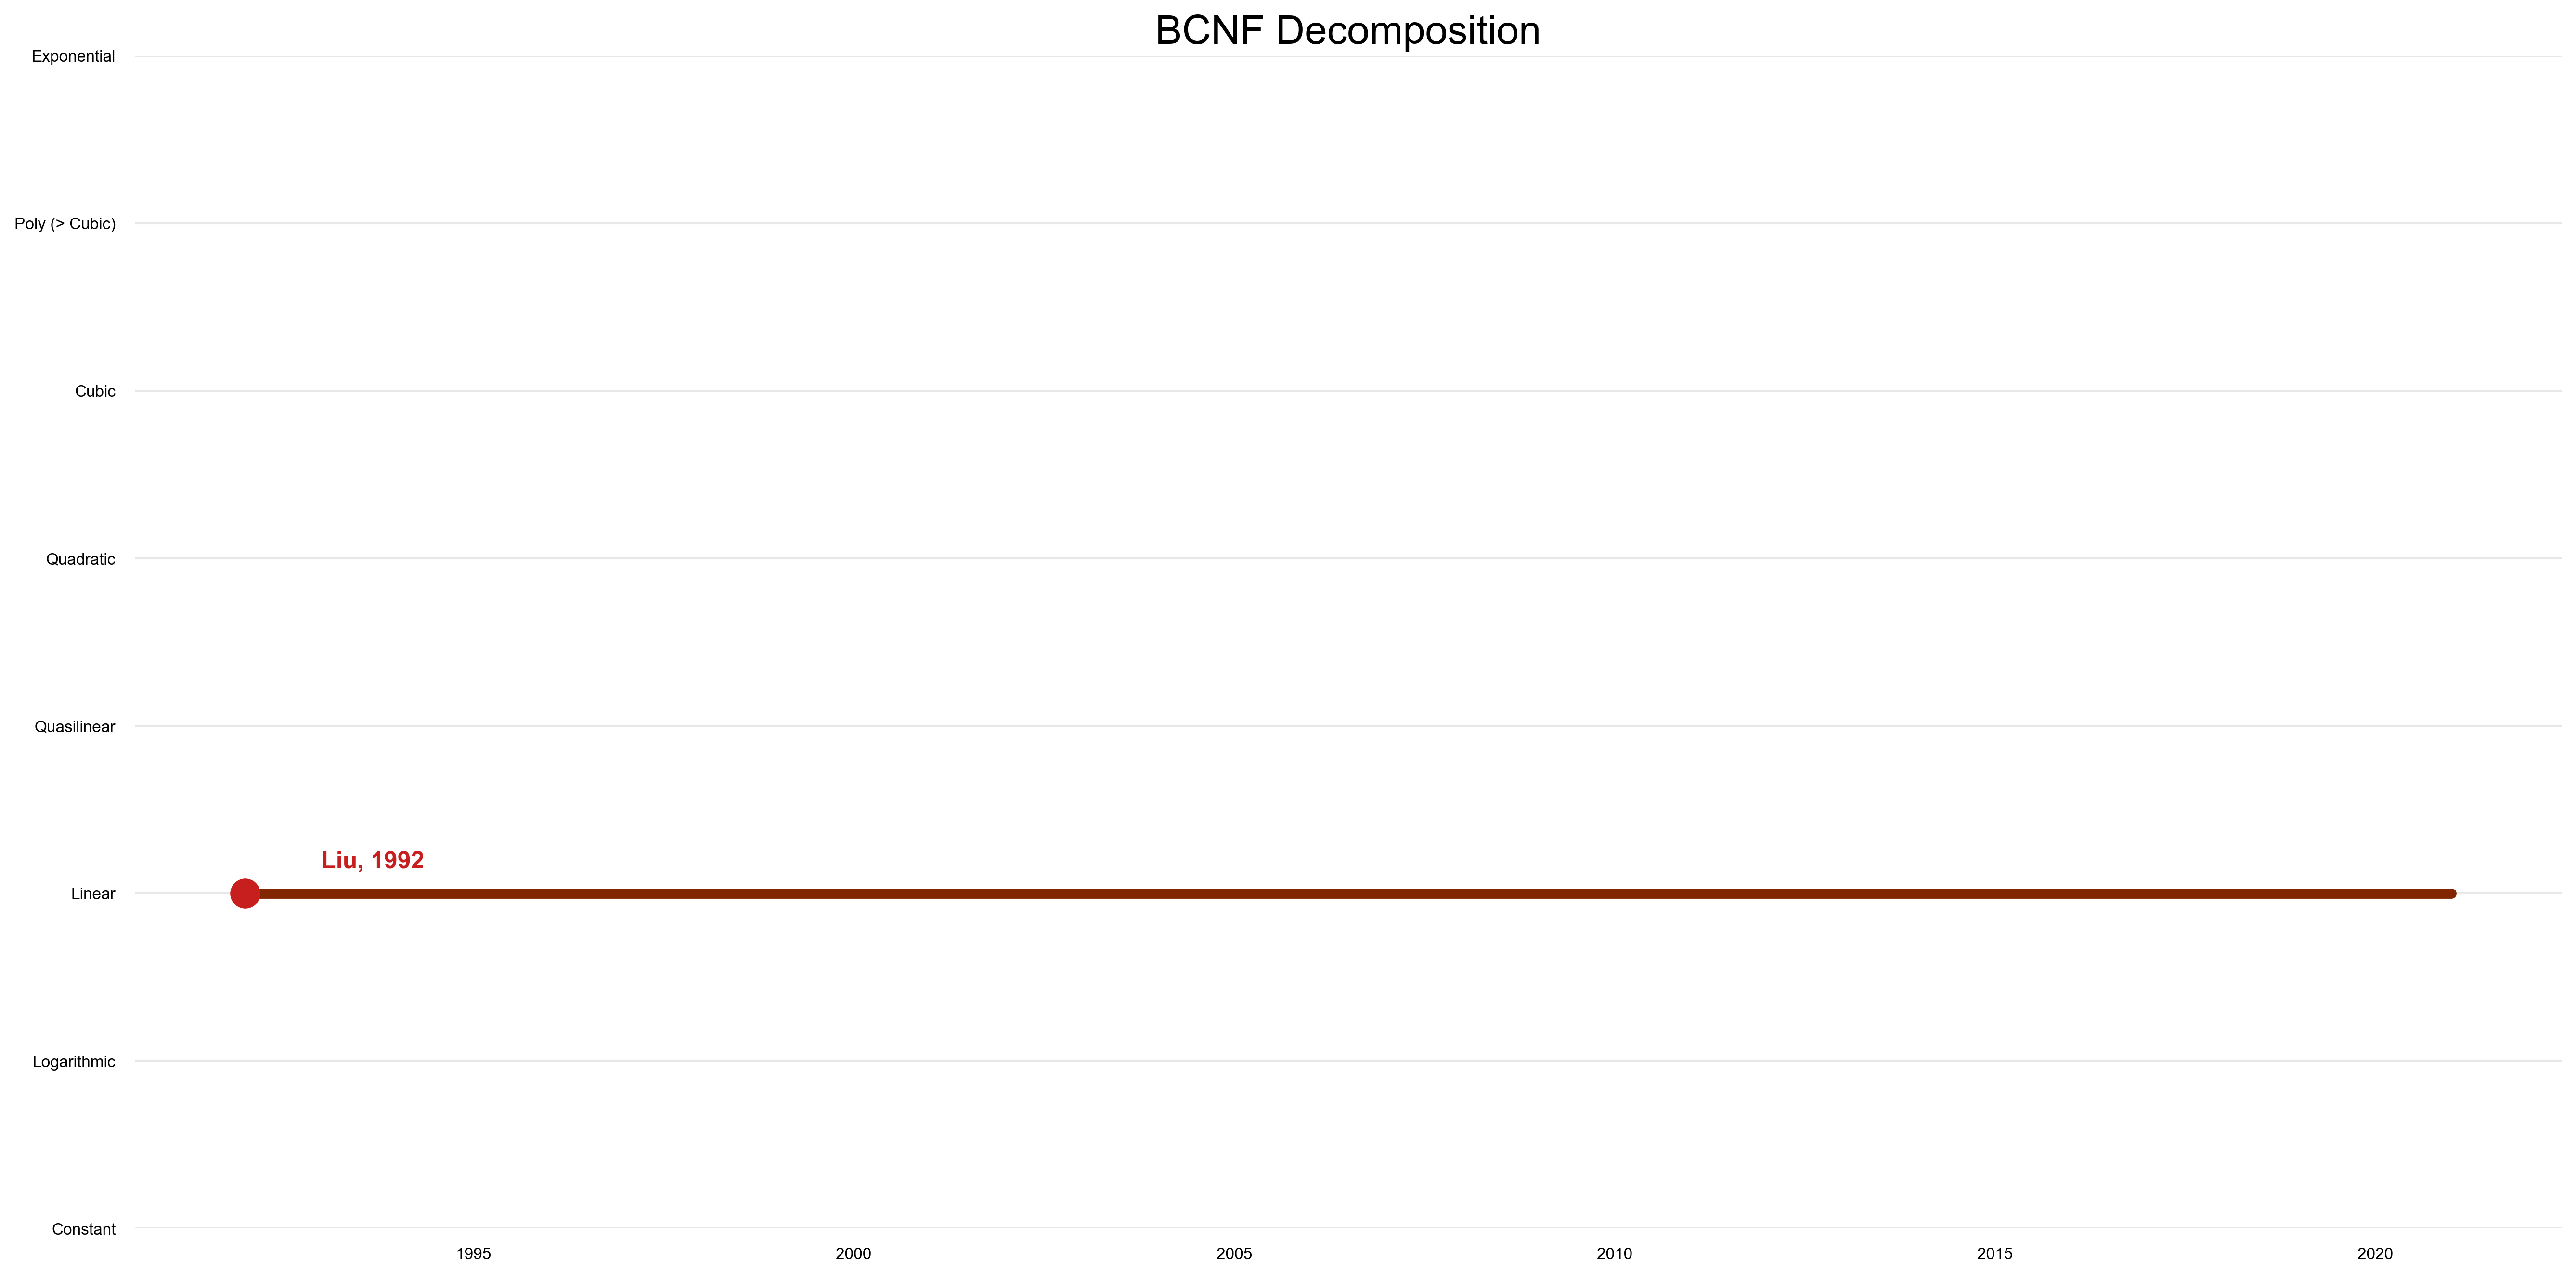 BCNF Decomposition
Exponential
Poly (> Cubic)
Cubic
Quadratic
Quasilinear
Liu, 1992
Linear
Logarithmic
Constant
1995 2000 2005 2010 2015 2020